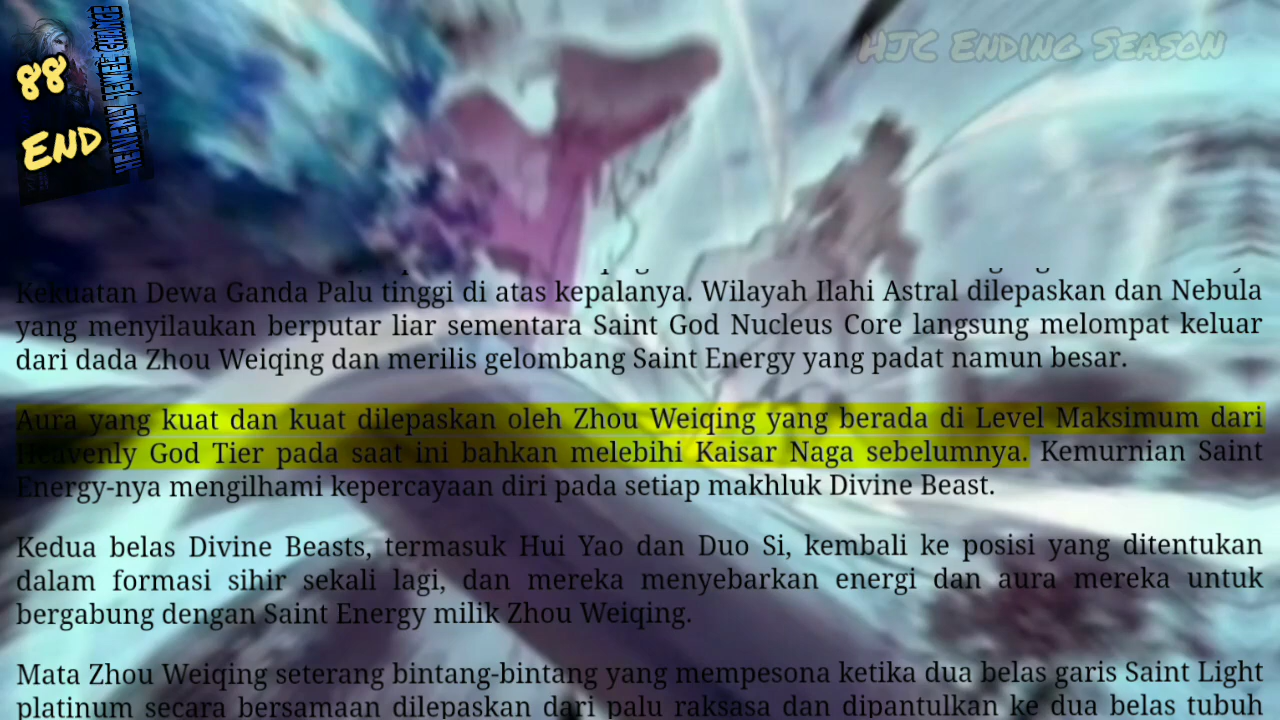 88
END
HEAVENLY JEWEL CHANGE
HJC Ending Season
Kekuatan Dewa Ganda Palu tinggi di atas kepalanya. Wilayah Ilahi Astral dilepaskan dan Nebula
yang menyilaukan berputar liar sementara Saint God Nucleus Core langsung melompat keluar
dari dada Zhou Weiqing dan merilis gelombang Saint Energy yang padat namun besar.
Aura yang kuat dan kuat dilepaskan oleh Zhou Weiqing yang berada di Level Maksimum dari
Heavenly God Tier pada saat ini bahkan melebihi Kaisar Naga sebelumnya. Kemurnian Saint
Energy-nya mengilhami kepercayaan diri pada setiap makhluk Divine Beast.
Kedua belas Divine Beasts, termasuk Hui Yao dan Duo Si, kembali ke posisi yang ditentukan
dalam formasi sihir sekali lagi, dan mereka menyebarkan energi dan aura mereka untuk
bergabung dengan Saint Energy milik Zhou Weiqing.
Mata Zhou Weiqing seterang bintang-bintang yang mempesona ketika dua belas garis Saint Light
platinum secara bersamaan dilepaskan dari palu raksasa dan dipantulkan ke dua belas tubuh